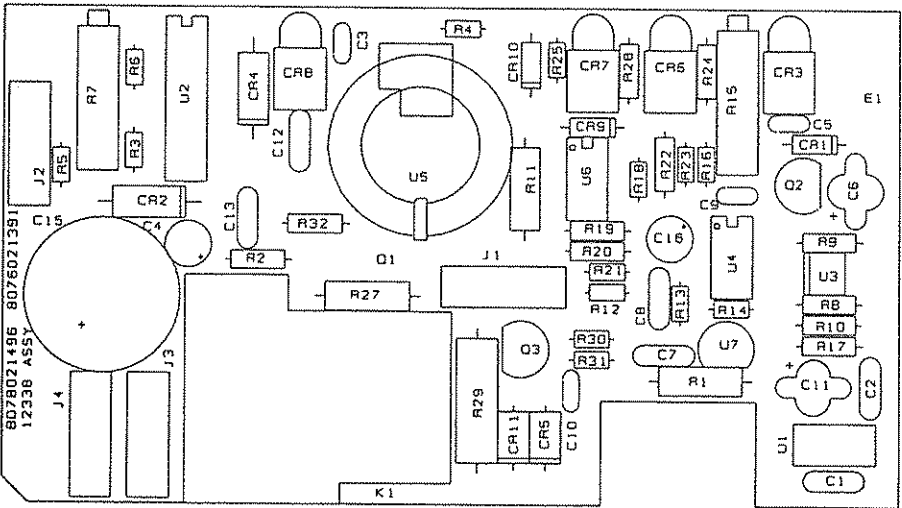 R4
C3
CR10
R25
CR7
R28
CR6
R24
R15
CR3
E1
R7
R6
U2
CR4
CR8
J2
R5
R3
C12
U5
R11
CR9
U6
R18
R22
R23
R16
C5
CR1
Q2
C6
+
CR2
C15
C4
+
C13
R32
R2
R19
R20
R21
R12
C16
+
C9
U4
R9
U3
R8
R10
R17
Q1
J1
R27
C8
R13
R14
+
Q3
R30
R31
C7
U7
R1
+
C11
C2
R29
CR11
CR5
C10
U1
C1
J4
J3
K1
8078021496 8076021391
12338 ASSY